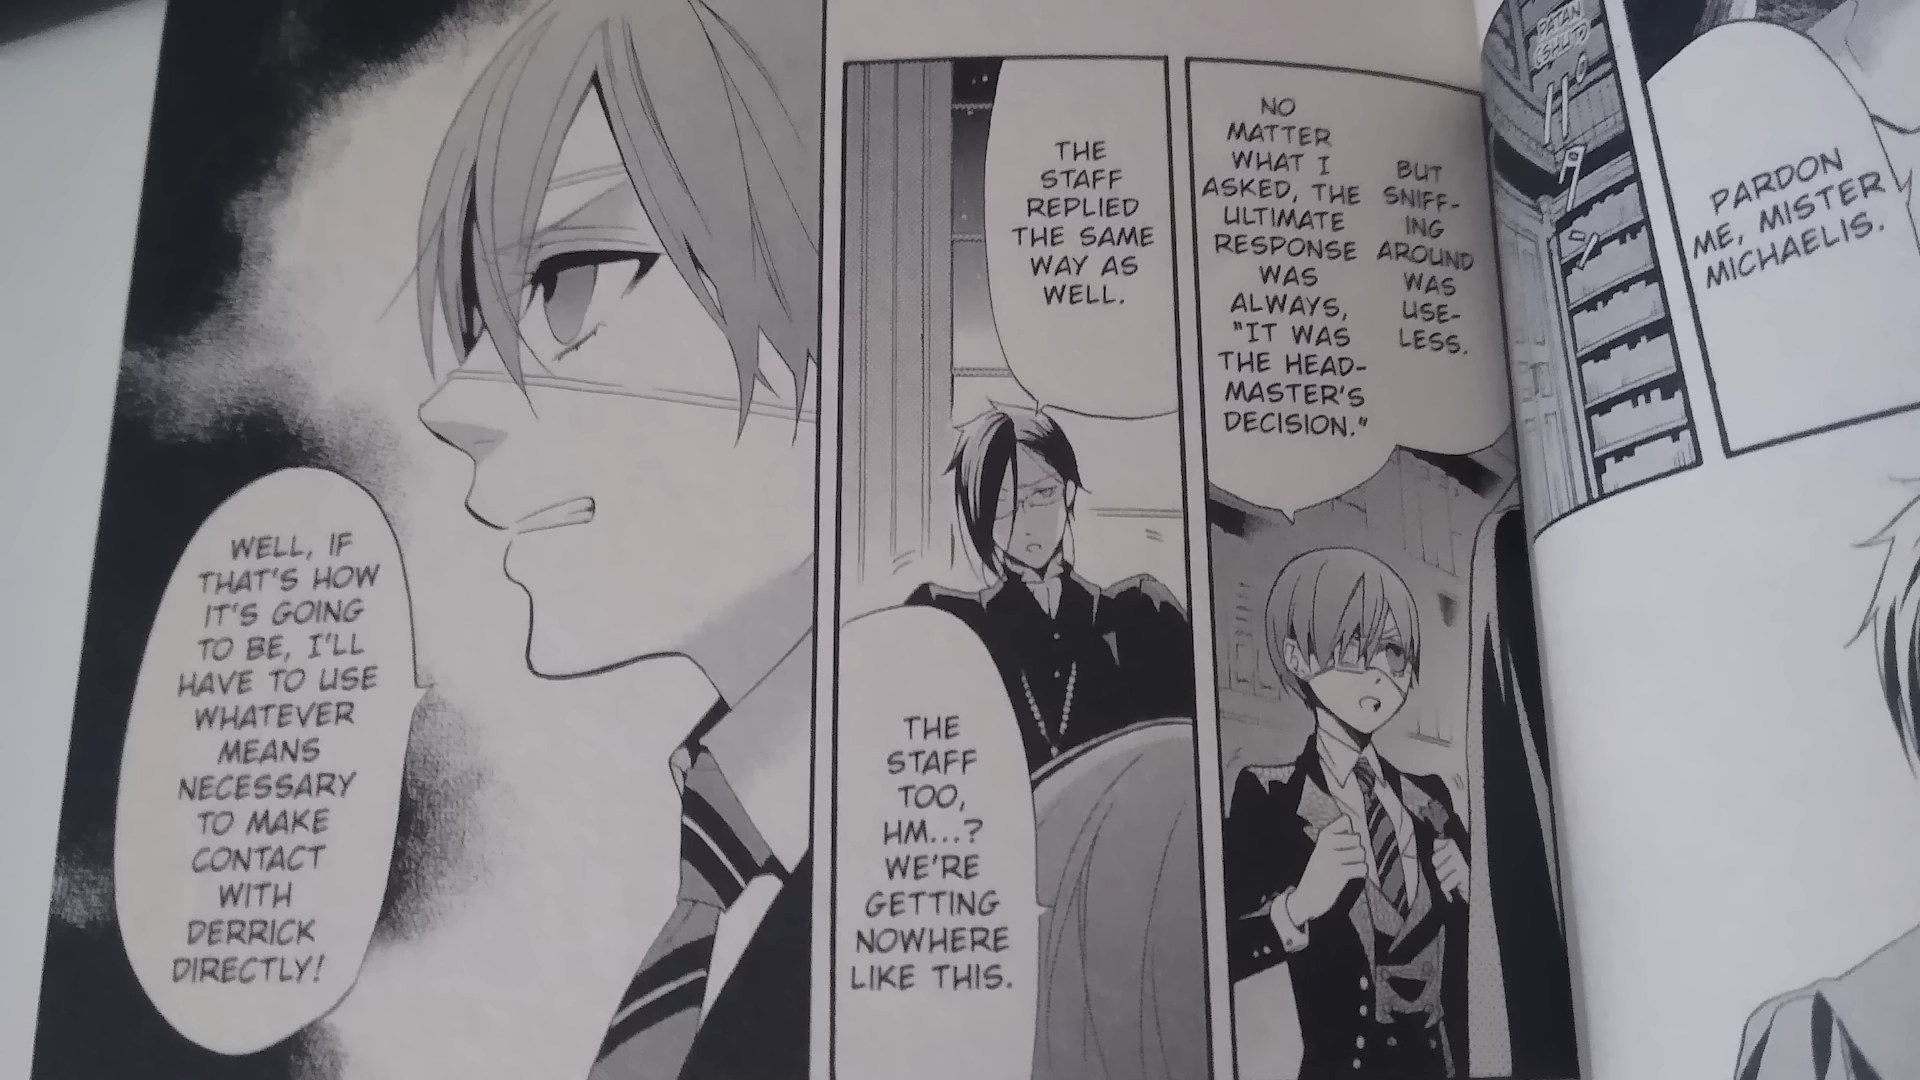 PARDON
ME, MISTER
MICHAELIS.
PATAN
(SHUT)
BUT
SNIFF-
ING
AROUND
WAS
USE-
LESS.
NO
MATTER
WHAT I
ASKED, THE
ULTIMATE
RESPONSE
WAS
ALWAYS,
"IT WAS
THE HEAD-
MASTER'S
DECISION."
THE
STAFF
REPLIED
THE SAME
WAY AS
WELL.
THE
STAFF
TOO,
HM...?
WE'RE
GETTING
NOWHERE
LIKE THIS.
WELL, IF
THAT'S HOW
IT'S GOING
TO BE, I'LL
HAVE TO USE
WHATEVER
MEANS
NECESSARY
TO MAKE
CONTACT
WITH
DERRICK
DIRECTLY!